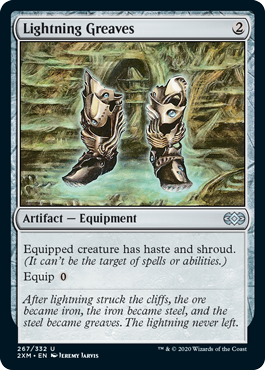 Lightning Greaves 2
Artifact — Equipment
Equipped creature has haste and shroud.
(It can't be the target of spells or abilities.)
Equip 0
After lightning struck the cliffs, the ore
became iron, the iron became steel, and the
steel became greaves. The lightning never left.
267/332 U
2XM • EN Jeremy Jarvis
™ & © 2020 Wizards of the Coast